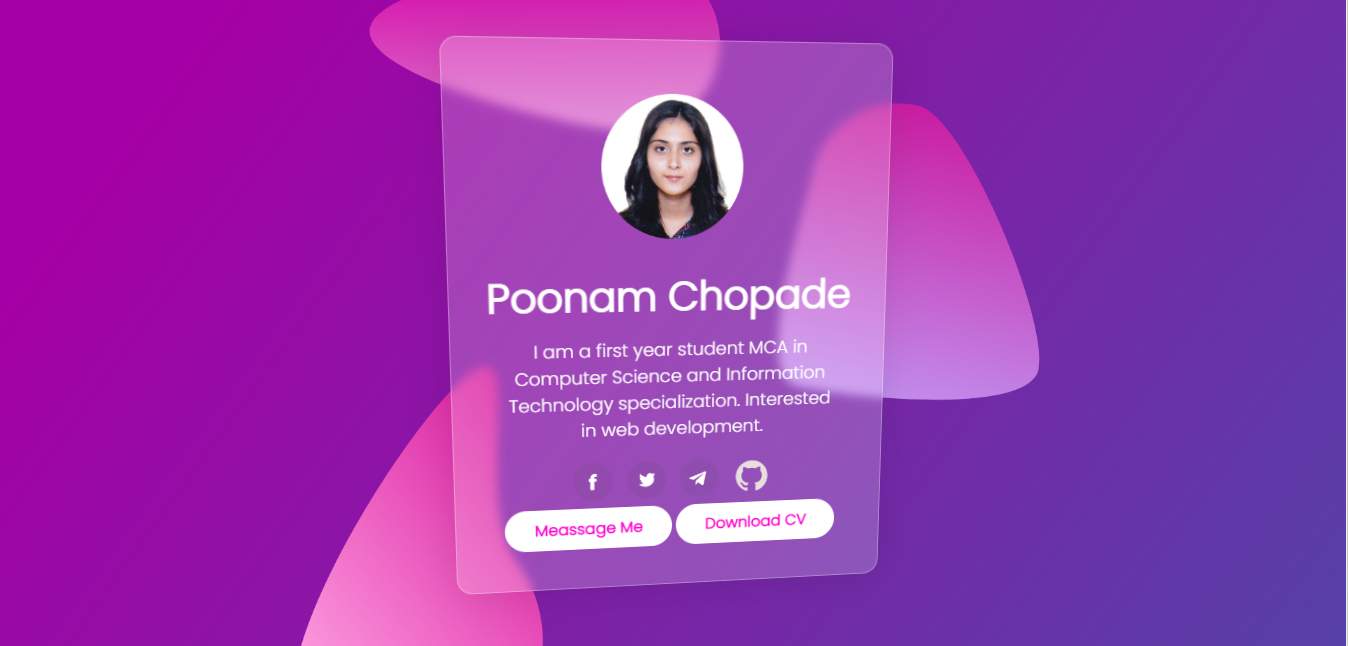 Poonam Chopade
I am a first year student MCA in
Computer Science and Information
Technology specialization. Interested
in web development.
Meassage Me
Download CV